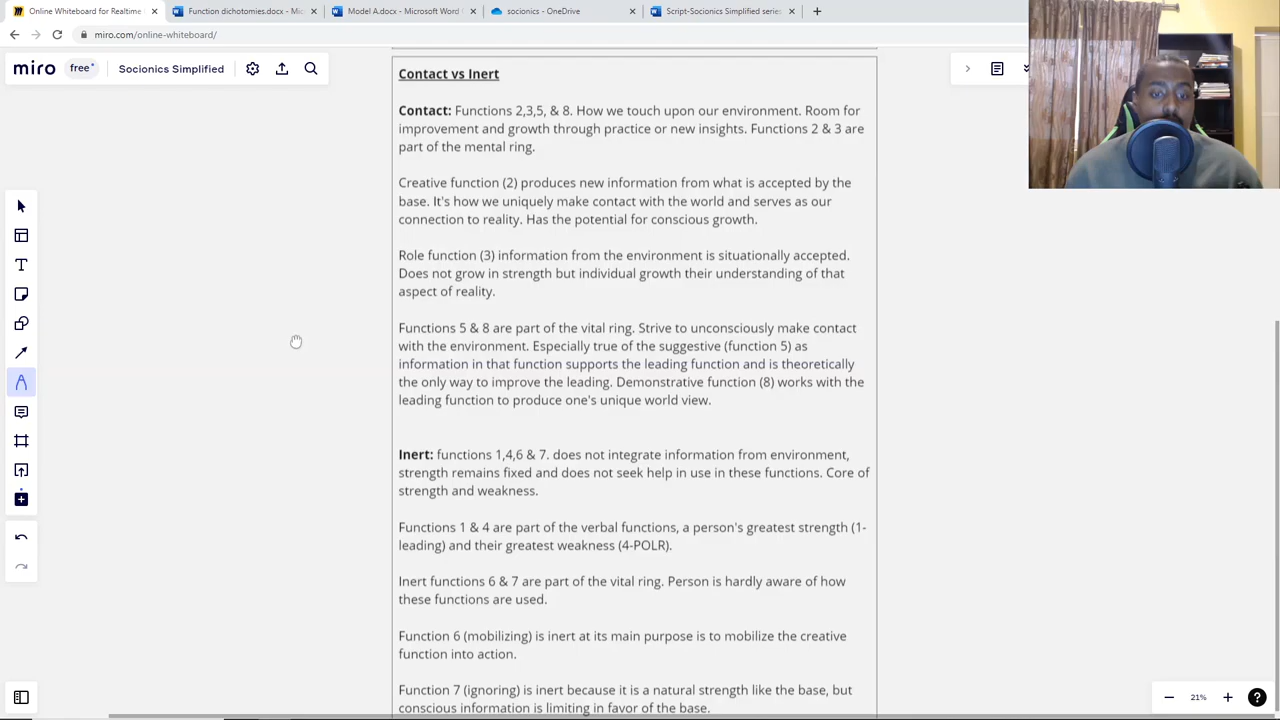 Online Whiteboard for Realtime
Function dichotomies.docx - Mic
Model A.docx - Microsoft Word
socionics - OneDrive
Script-Socionics Simplified series
miro.com/online-whiteboard/
miro
free
Socionics Simplified
Contact vs Inert
Contact: Functions 2,3,5, & 8. How we touch upon our environment. Room for
improvement and growth through practice or new insights. Functions 2 & 3 are
part of the mental ring.
Creative function (2) produces new information from what is accepted by the
base. It's how we uniquely make contact with the world and serves as our
connection to reality. Has the potential for conscious growth.
Role function (3) information from the environment is situationally accepted.
Does not grow in strength but individual growth their understanding of that
aspect of reality.
Functions 5 & 8 are part of the vital ring. Strive to unconsciously make contact
with the environment. Especially true of the suggestive (function 5) as
information in that function supports the leading function and is theoretically
the only way to improve the leading. Demonstrative function (8) works with the
leading function to produce one's unique world view.
Inert: functions 1,4,6 & 7. does not integrate information from environment,
strength remains fixed and does not seek help in use in these functions. Core of
strength and weakness.
Functions 1 & 4 are part of the verbal functions, a person's greatest strength (1-
leading) and their greatest weakness (4-POLR).
Inert functions 6 & 7 are part of the vital ring. Person is hardly aware of how
these functions are used.
Function 6 (mobilizing) is inert at its main purpose is to mobilize the creative
function into action.
Function 7 (ignoring) is inert because it is a natural strength like the base, but
conscious information is limiting in favor of the base.
21%